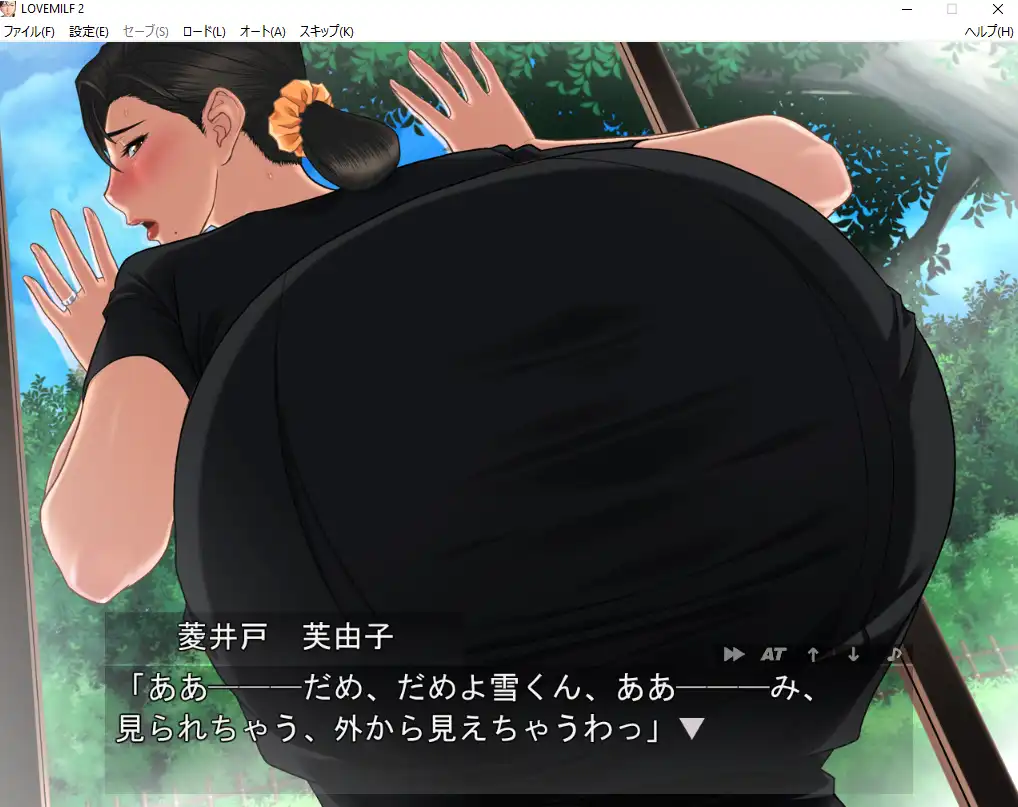 LOVEMILF 2
ファイル(F) 設定(E) セーブ(S) ロード(L) オート(A) スキップ(K) ヘルプ(H)
菱井戸 芙由子
AT
「ああ―――だめ、だめよ雪くん、ああ―――み、
見られちゃう、外から見えちゃうわっ」